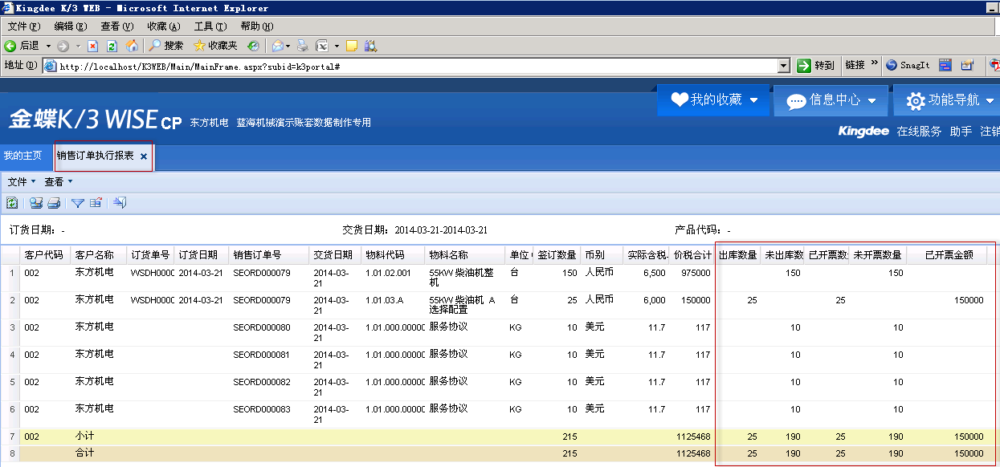 Kingdee K/3 WEB - Microsoft Internet Explorer
文件(F) 编辑(E) 查看(V) 收藏(A) 工具(T) 帮助(H)
后退 搜索 收藏夹
地址(D) http://localhost/K3WEB/Main/MainFrame.aspx?subid=k3portal# 转到 链接 » SnagIt
我的收藏 信息中心 功能导航
金蝶K/3 WISE CP 东方机电 蓝海机械演示账套数据制作专用
Kingdee 在线服务 助手 注销
我的主页 销售订单执行报表 ×
文件 查看
订货日期: - 交货日期: 2014-03-21-2014-03-21 产品代码: -
客户代码 客户名称 订货单号 订货日期 销售订单号 交货日期 物料代码 物料名称 单位 签订数量 币别 实际含税. 价税合计 出库数量 未出库数 已开票数 未开票数量 已开票金额
1 002 东方机电 WSDH000 2014-03-21 SEORD000079 2014-03-21 1.01.02.001 55KW 柴油机整机 台 150 人民币 6,500 975000 150 150
2 002 东方机电 WSDH000 2014-03-21 SEORD000079 2014-03-21 1.01.03.A 55KW 柴油机 A 选择配置 台 25 人民币 6,000 150000 25 25 150000
3 002 东方机电 SEORD000080 2014-03-21 1.01.000.0000 服务协议 KG 10 美元 11.7 117 10 10
4 002 东方机电 SEORD000081 2014-03-21 1.01.000.0000 服务协议 KG 10 美元 11.7 117 10 10
5 002 东方机电 SEORD000082 2014-03-21 1.01.000.0000 服务协议 KG 10 美元 11.7 117 10 10
6 002 东方机电 SEORD000083 2014-03-21 1.01.000.0000 服务协议 KG 10 美元 11.7 117 10 10
7 002 小计 215 1125468 25 190 25 190 150000
8 合计 215 1125468 25 190 25 190 150000